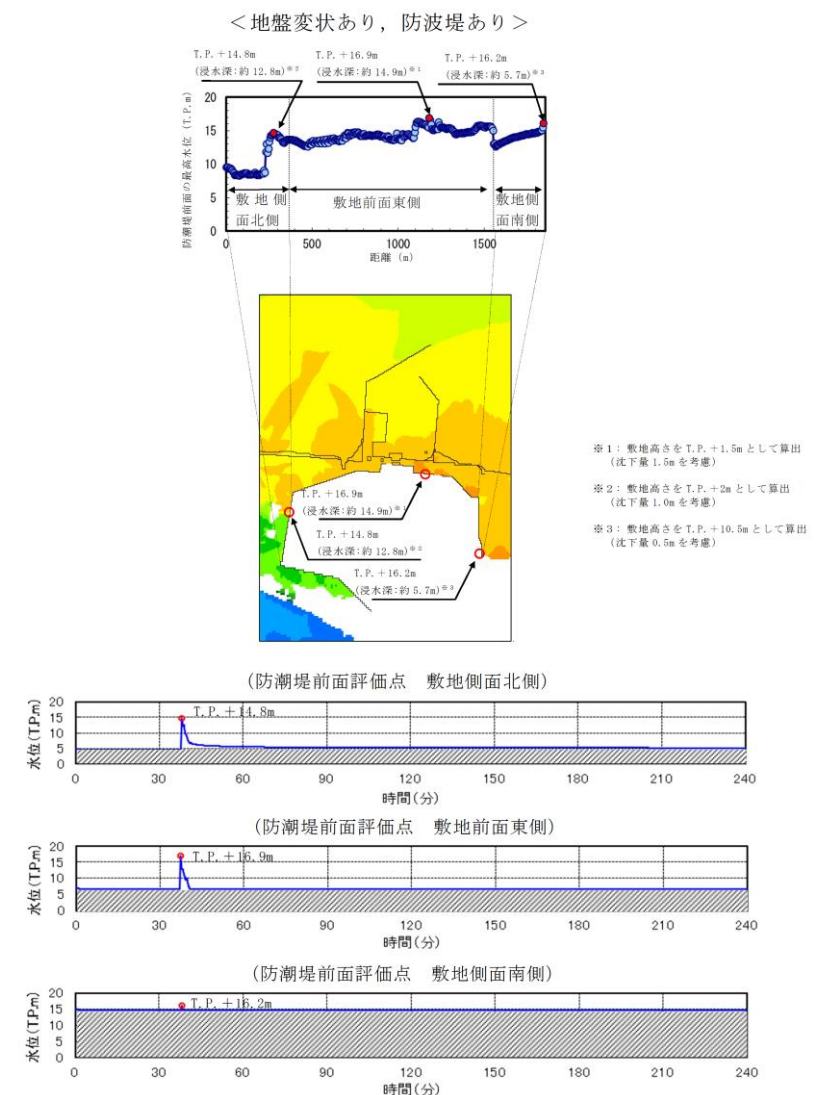 ＜地盤変状あり，防波堤あり＞
T.P.＋14.8m
(浸水深：約12.8m)※2
T.P.＋16.9m
(浸水深：約14.9m)※1
T.P.＋16.2m
(浸水深：約5.7m)※3
防潮堤前面の最高水位（T.P.m）
20
15
10
5
0
敷地側
面北側
敷地前面東側
敷地側
面南側
0 500 1000 1500
距離（m）
T.P.＋16.9m
(浸水深：約14.9m)※1
T.P.＋14.8m
(浸水深：約12.8m)※2
T.P.＋16.2m
(浸水深：約5.7m)※3
※1：敷地高さをT.P.＋1.5mとして算出
（沈下量1.5mを考慮）
※2：敷地高さをT.P.＋2mとして算出
（沈下量1.0mを考慮）
※3：敷地高さをT.P.＋10.5mとして算出
（沈下量0.5mを考慮）
（防潮堤前面評価点　敷地側面北側）
水位(T.P.m)
20
15
10
5
0
T.P.＋14.8m
0 30 60 90 120 150 180 210 240
時間(分)
（防潮堤前面評価点　敷地前面東側）
水位(T.P.m)
20
15
10
5
0
T.P.＋16.9m
0 30 60 90 120 150 180 210 240
時間(分)
（防潮堤前面評価点　敷地側面南側）
水位(T.P.m)
20
15
10
5
0
T.P.＋16.2m
0 30 60 90 120 150 180 210 240
時間(分)